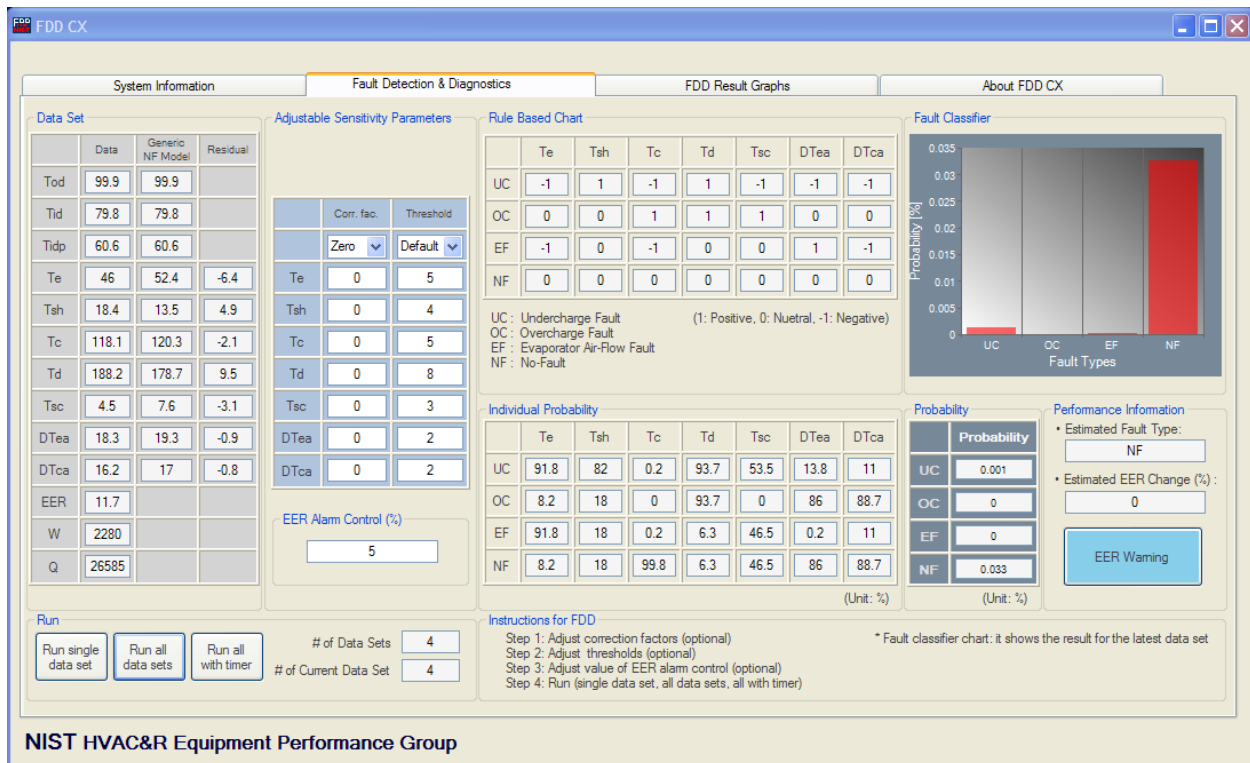 FDD CX
System Information
Fault Detection & Diagnostics
FDD Result Graphs
About FDD CX
Data Set
Data Generic NF Model Residual
Tod 99.9 99.9
Tid 79.8 79.8
Tidp 60.6 60.6
Te 46 52.4 -6.4
Tsh 18.4 13.5 4.9
Tc 118.1 120.3 -2.1
Td 188.2 178.7 9.5
Tsc 4.5 7.6 -3.1
DTea 18.3 19.3 -0.9
DTca 16.2 17 -0.8
EER 11.7
W 2280
Q 26585
Adjustable Sensitivity Parameters
Corr. fac. Threshold
Zero Default
Te 0 5
Tsh 0 4
Tc 0 5
Td 0 8
Tsc 0 3
DTea 0 2
DTca 0 2
EER Alarm Control (%)
5
Rule Based Chart
Te Tsh Tc Td Tsc DTea DTca
UC -1 1 -1 1 -1 -1 -1
OC 0 0 1 1 1 0 0
EF -1 0 -1 0 0 1 -1
NF 0 0 0 0 0 0 0
UC : Undercharge Fault (1: Positive, 0: Nuetral, -1: Negative)
OC : Overcharge Fault
EF : Evaporator Air-Flow Fault
NF : No-Fault
Fault Classifier
Probability [%]
0.035
0.03
0.025
0.02
0.015
0.01
0.005
0
UC OC EF NF
Fault Types
Individual Probability
Te Tsh Tc Td Tsc DTea DTca
UC 91.8 82 0.2 93.7 53.5 13.8 11
OC 8.2 18 0 93.7 0 86 88.7
EF 91.8 18 0.2 6.3 46.5 0.2 11
NF 8.2 18 99.8 6.3 46.5 86 88.7
(Unit: %)
Probability
Probability
UC 0.001
OC 0
EF 0
NF 0.033
(Unit: %)
Performance Information
• Estimated Fault Type:
NF
• Estimated EER Change (%) :
0
EER Warning
Run
Run single data set
Run all data sets
Run all with timer
# of Data Sets 4
# of Current Data Set 4
Instructions for FDD
Step 1: Adjust correction factors (optional)
Step 2: Adjust thresholds (optional)
Step 3: Adjust value of EER alarm control (optional)
Step 4: Run (single data set, all data sets, all with timer)
* Fault classifier chart: it shows the result for the latest data set
NIST HVAC&R Equipment Performance Group